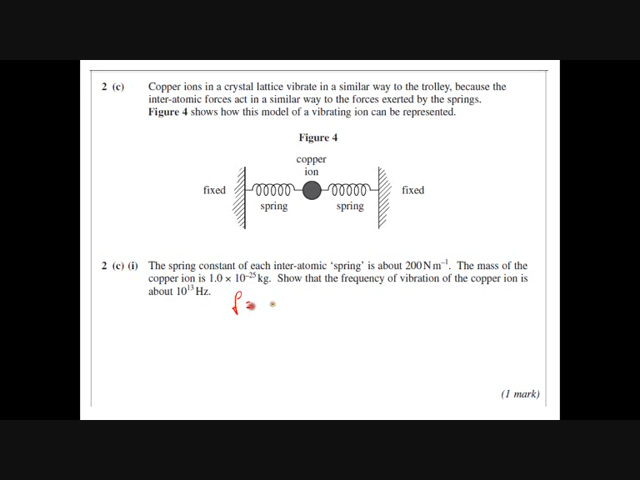 2 (c) Copper ions in a crystal lattice vibrate in a similar way to the trolley, because the
inter-atomic forces act in a similar way to the forces exerted by the springs.
Figure 4 shows how this model of a vibrating ion can be represented.
Figure 4
copper
ion
fixed fixed
spring spring
2 (c) (i) The spring constant of each inter-atomic ‘spring’ is about 200 N m⁻¹. The mass of the
copper ion is 1.0 × 10⁻²⁵ kg. Show that the frequency of vibration of the copper ion is
about 10¹³ Hz.
f =
(1 mark)